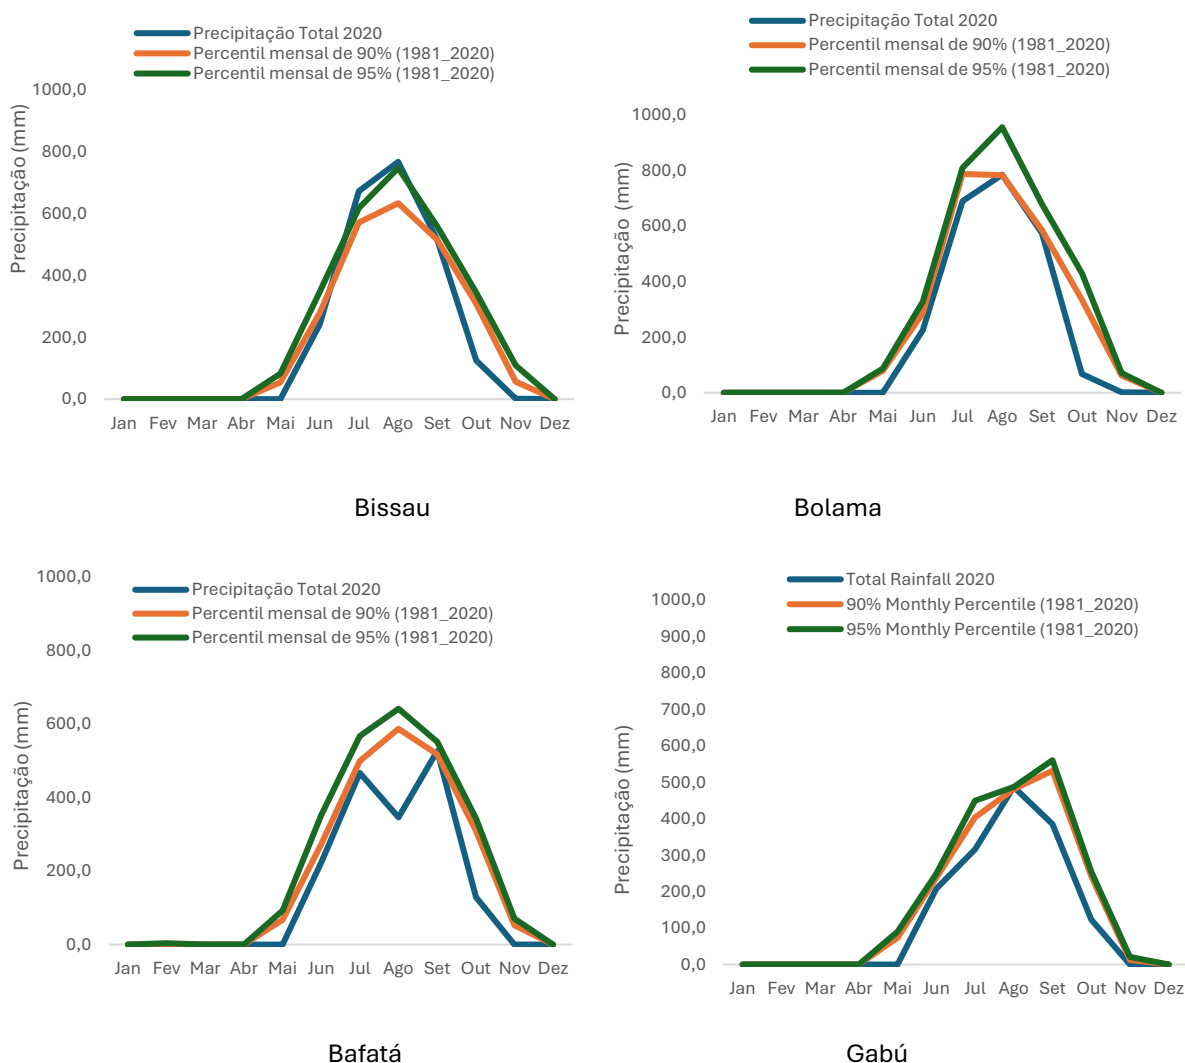 Precipitação Total 2020
Percentil mensal de 90% (1981_2020)
Percentil mensal de 95% (1981_2020)
Precipitação (mm)
1000,0
800,0
600,0
400,0
200,0
0,0
Jan Fev Mar Abr Mai Jun Jul Ago Set Out Nov Dez
Bissau
Precipitação Total 2020
Percentil mensal de 90% (1981_2020)
Percentil mensal de 95% (1981_2020)
Precipitação (mm)
1000,0
800,0
600,0
400,0
200,0
0,0
Jan Fev Mar Abr Mai Jun Jul Ago Set Out Nov Dez
Bolama
Precipitação Total 2020
Percentil mensal de 90% (1981_2020)
Percentil mensal de 95% (1981_2020)
Precipitação (mm)
1000,0
800,0
600,0
400,0
200,0
0,0
Jan Fev Mar Abr Mai Jun Jul Ago Set Out Nov Dez
Bafatá
Total Rainfall 2020
90% Monthly Percentile (1981_2020)
95% Monthly Percentile (1981_2020)
Precipitação (mm)
1000,0
900,0
800,0
700,0
600,0
500,0
400,0
300,0
200,0
100,0
0,0
Jan Fev Mar Abr Mai Jun Jul Ago Set Out Nov Dez
Gabú